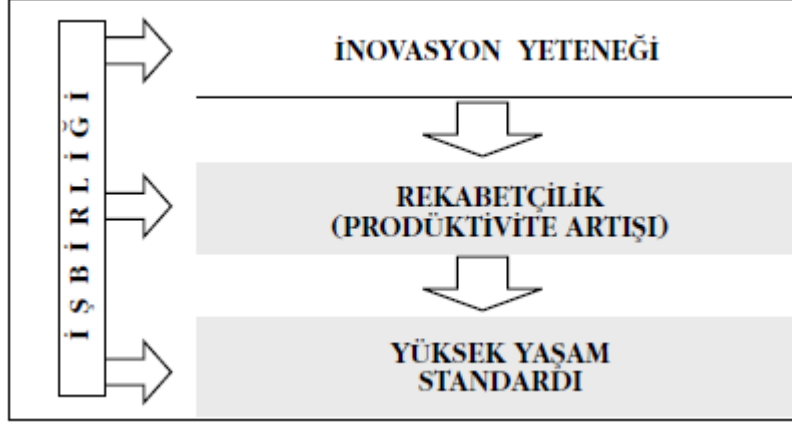 İŞBİRLİĞİ
İNOVASYON YETENEĞİ
REKABETÇİLİK
(PRODÜKTİVİTE ARTIŞI)
YÜKSEK YAŞAM
STANDARDI